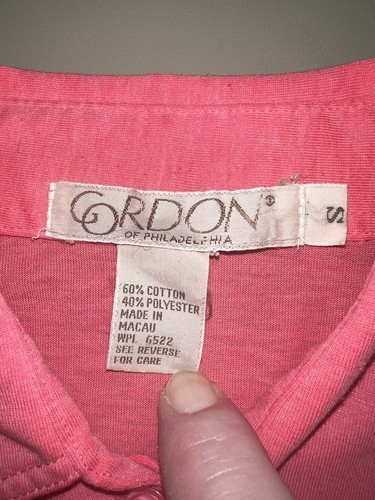 GORDON®
OF PHILADELPHIA
S
60% COTTON
40% POLYESTER
MADE IN
MACAU
WPL 6522
SEE REVERSE
FOR CARE